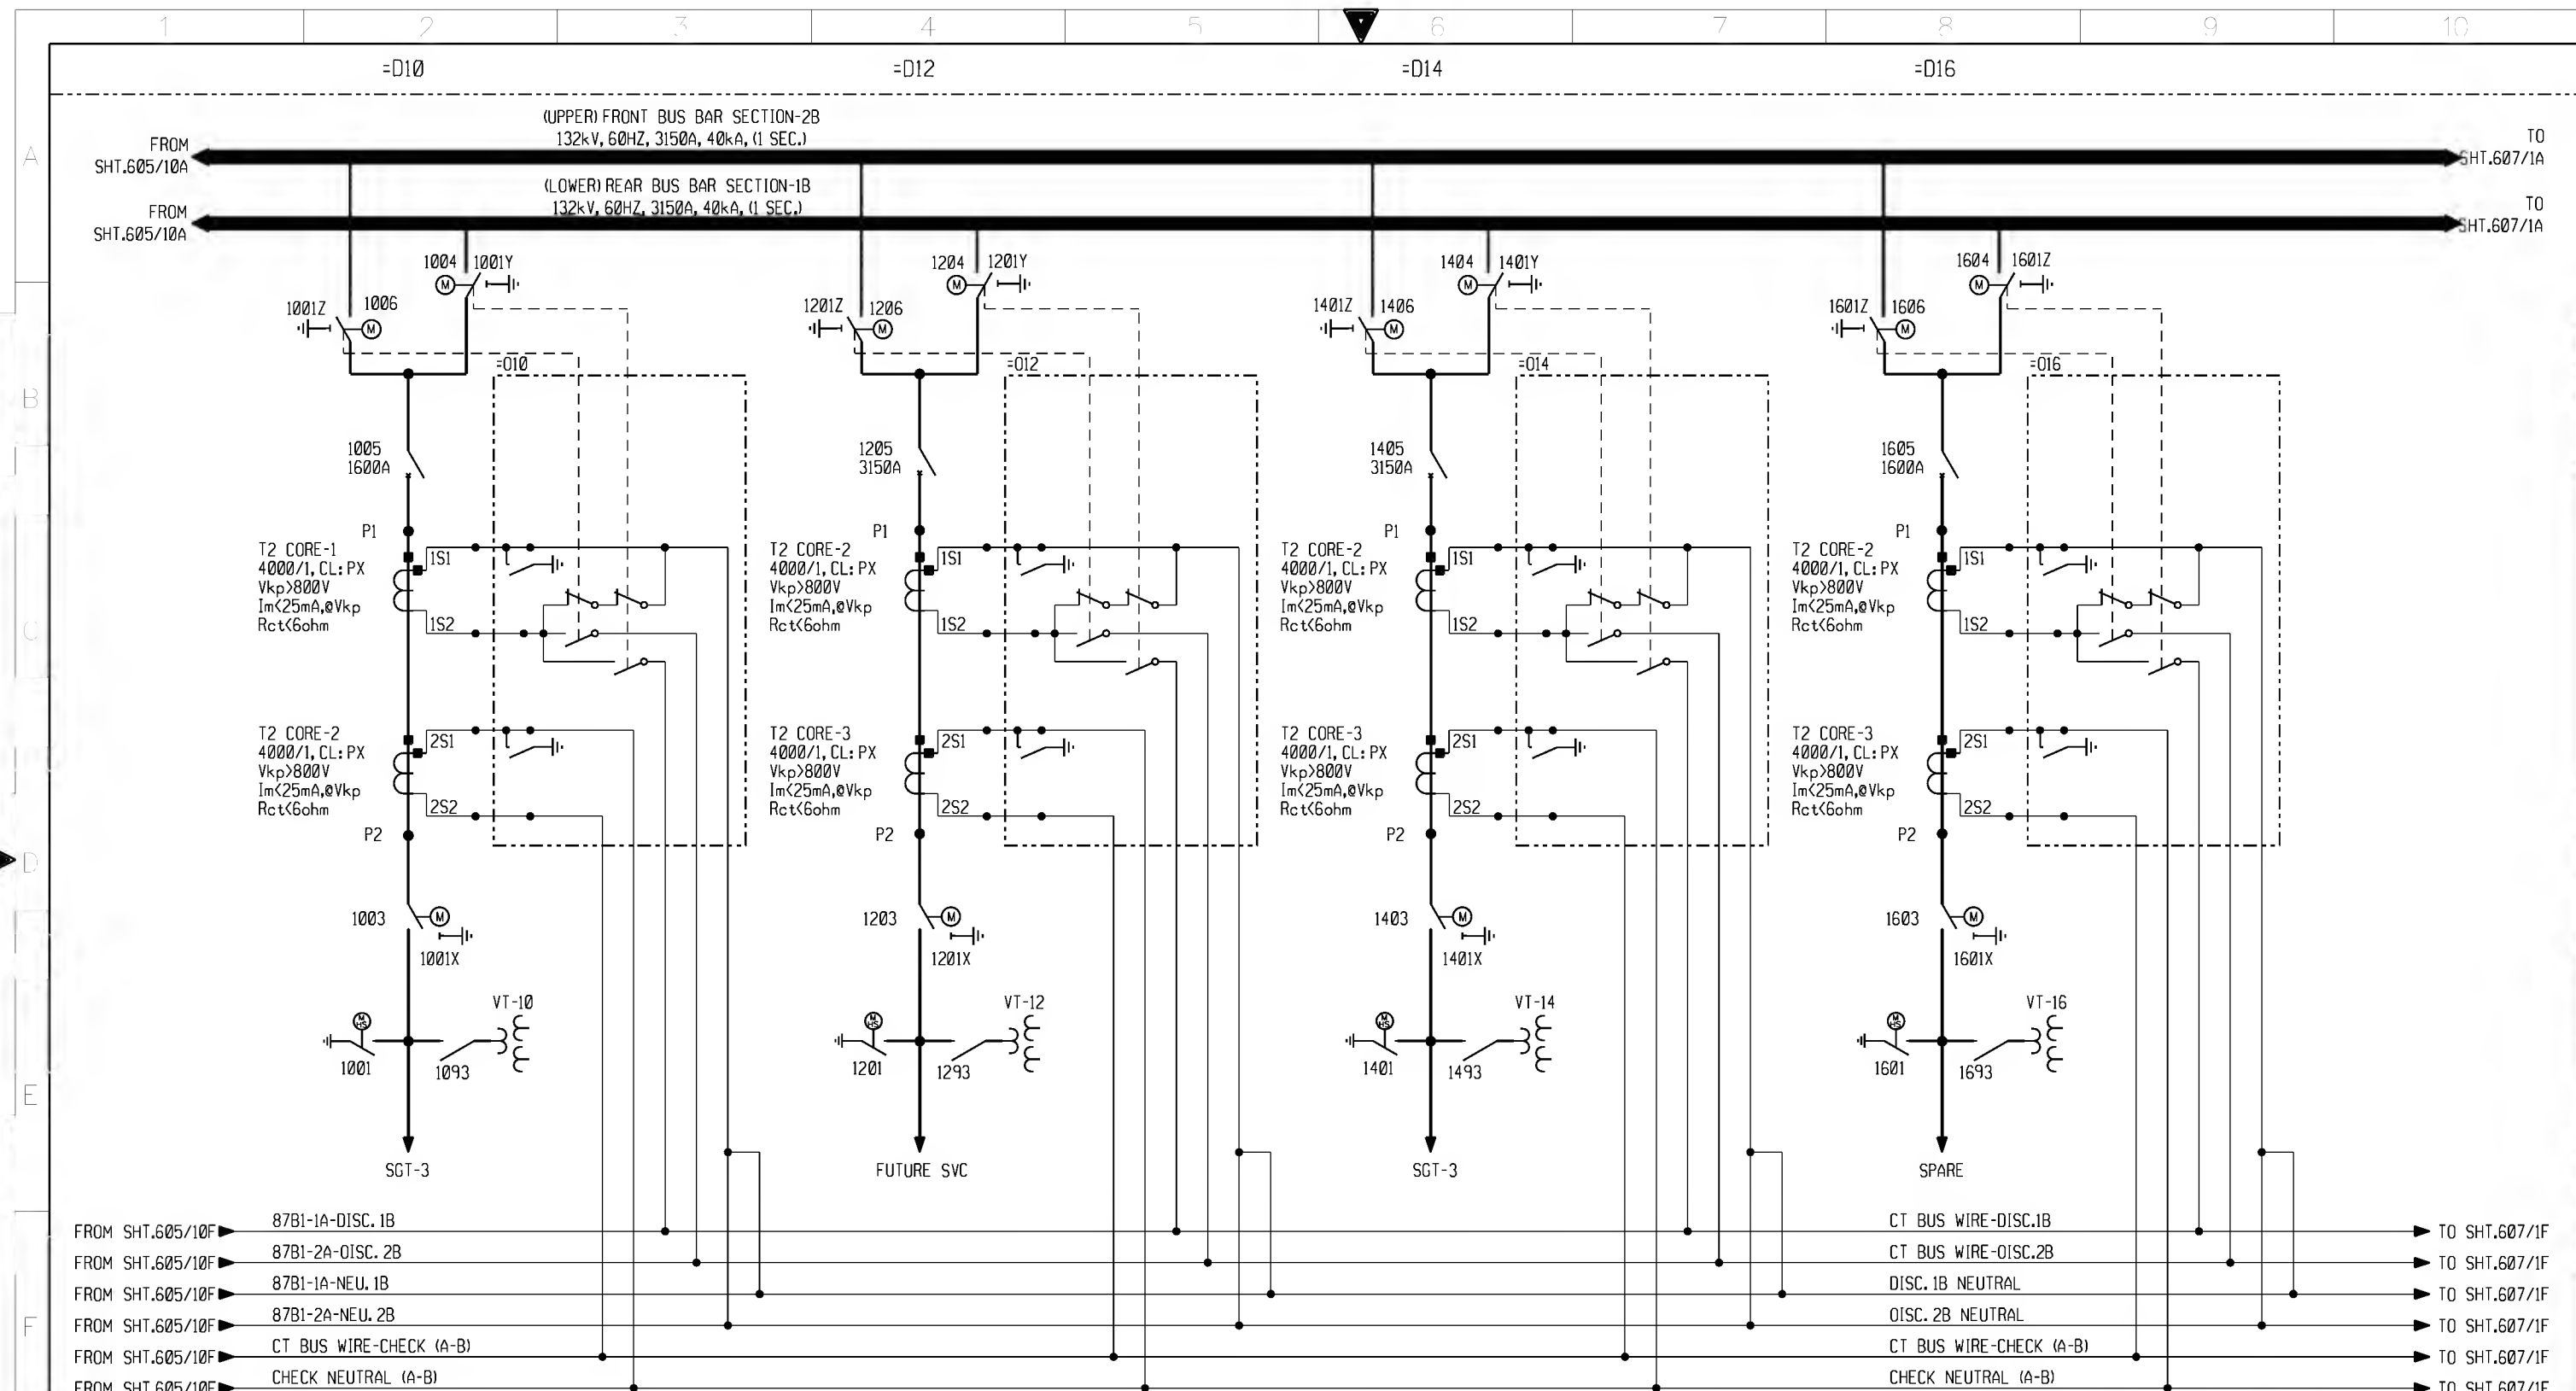 1 2 3 4 5 6 7 8 9 10
=D10 =D12 =D14 =D16
(UPPER) FRONT BUS BAR SECTION-2B
132kV, 60HZ, 3150A, 40kA, (1 SEC.)
FROM
SHT.605/10A
TO
SHT.607/1A
A
(LOWER) REAR BUS BAR SECTION-1B
132kV, 60HZ, 3150A, 40kA, (1 SEC.)
FROM
SHT.605/10A
TO
SHT.607/1A
1004 1001Y 1204 1201Y 1404 1401Y 1604 1601Z
M M M M
1001Z 1006 1201Z 1206 1401Z 1406 1601Z 1606
M M M M
=010 =012 =014 =016
B
1005 1205 1405 1605
1600A 3150A 3150A 1600A
P1 P1 P1 P1
T2 CORE-1
4000/1, CL: PX
Vkp>800V
Im<25mA,@Vkp
Rct<6ohm
1S1
1S2
T2 CORE-2
4000/1, CL: PX
Vkp>800V
Im<25mA,@Vkp
Rct<6ohm
1S1
1S2
T2 CORE-2
4000/1, CL: PX
Vkp>800V
Im<25mA,@Vkp
Rct<6ohm
1S1
1S2
T2 CORE-2
4000/1, CL: PX
Vkp>800V
Im<25mA,@Vkp
Rct<6ohm
1S1
1S2
C
T2 CORE-2
4000/1, CL: PX
Vkp>800V
Im<25mA,@Vkp
Rct<6ohm
2S1
2S2
T2 CORE-3
4000/1, CL: PX
Vkp>800V
Im<25mA,@Vkp
Rct<6ohm
2S1
2S2
T2 CORE-3
4000/1, CL: PX
Vkp>800V
Im<25mA,@Vkp
Rct<6ohm
2S1
2S2
T2 CORE-3
4000/1, CL: PX
Vkp>800V
Im<25mA,@Vkp
Rct<6ohm
2S1
2S2
P2 P2 P2 P2
D
1003 M 1203 M 1403 M 1603 M
1001X 1201X 1401X 1601X
VT-10 VT-12 VT-14 VT-16
M M M M
HS HS HS HS
1001 1093 1201 1293 1401 1493 1601 1693
E
SGT-3 FUTURE SVC SGT-3 SPARE
FROM SHT.605/10F 87B1-1A-DISC. 1B CT BUS WIRE-DISC.1B TO SHT.607/1F
FROM SHT.605/10F 87B1-2A-OISC. 2B CT BUS WIRE-OISC.2B TO SHT.607/1F
FROM SHT.605/10F 87B1-1A-NEU. 1B DISC. 1B NEUTRAL TO SHT.607/1F
FROM SHT.605/10F 87B1-2A-NEU. 2B OISC. 2B NEUTRAL TO SHT.607/1F
F
FROM SHT.605/10F CT BUS WIRE-CHECK (A-B) CT BUS WIRE-CHECK (A-B) TO SHT.607/1F
FROM SHT.605/10F CHECK NEUTRAL (A-B) CHECK NEUTRAL (A-B) TO SHT.607/1F